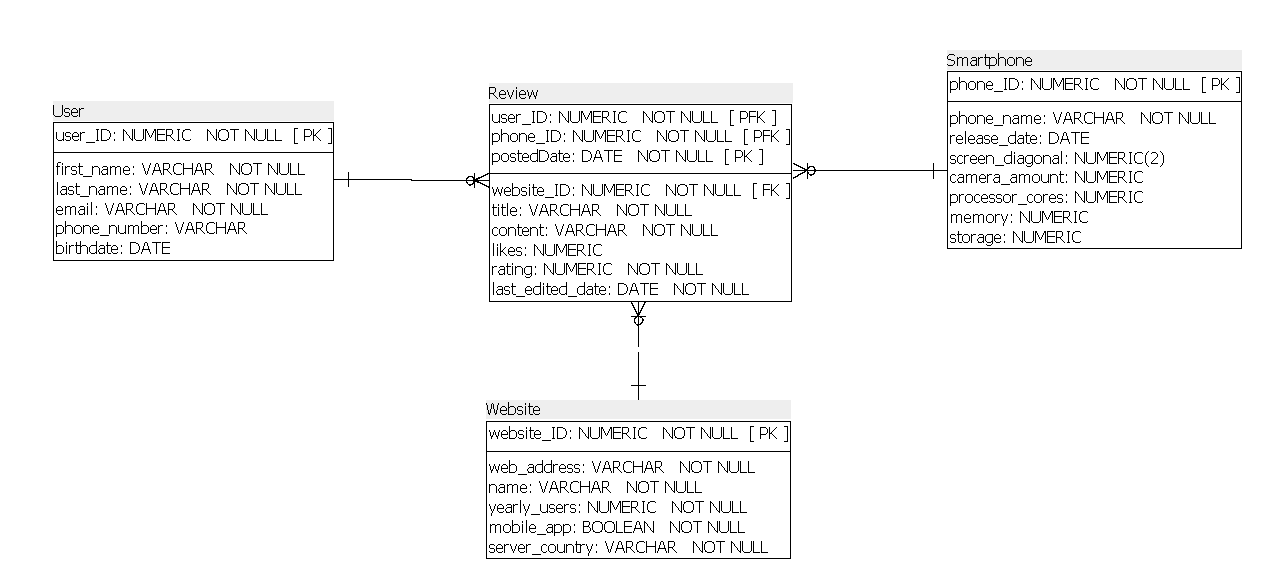 User
user_ID: NUMERIC NOT NULL [ PK ]
first_name: VARCHAR NOT NULL
last_name: VARCHAR NOT NULL
email: VARCHAR NOT NULL
phone_number: VARCHAR
birthdate: DATE
Review
user_ID: NUMERIC NOT NULL [ PFK ]
phone_ID: NUMERIC NOT NULL [ PFK ]
postedDate: DATE NOT NULL [ PK ]
website_ID: NUMERIC NOT NULL [ FK ]
title: VARCHAR NOT NULL
content: VARCHAR NOT NULL
likes: NUMERIC
rating: NUMERIC NOT NULL
last_edited_date: DATE NOT NULL
Smartphone
phone_ID: NUMERIC NOT NULL [ PK ]
phone_name: VARCHAR NOT NULL
release_date: DATE
screen_diagonal: NUMERIC(2)
camera_amount: NUMERIC
processor_cores: NUMERIC
memory: NUMERIC
storage: NUMERIC
Website
website_ID: NUMERIC NOT NULL [ PK ]
web_address: VARCHAR NOT NULL
name: VARCHAR NOT NULL
yearly_users: NUMERIC NOT NULL
mobile_app: BOOLEAN NOT NULL
server_country: VARCHAR NOT NULL